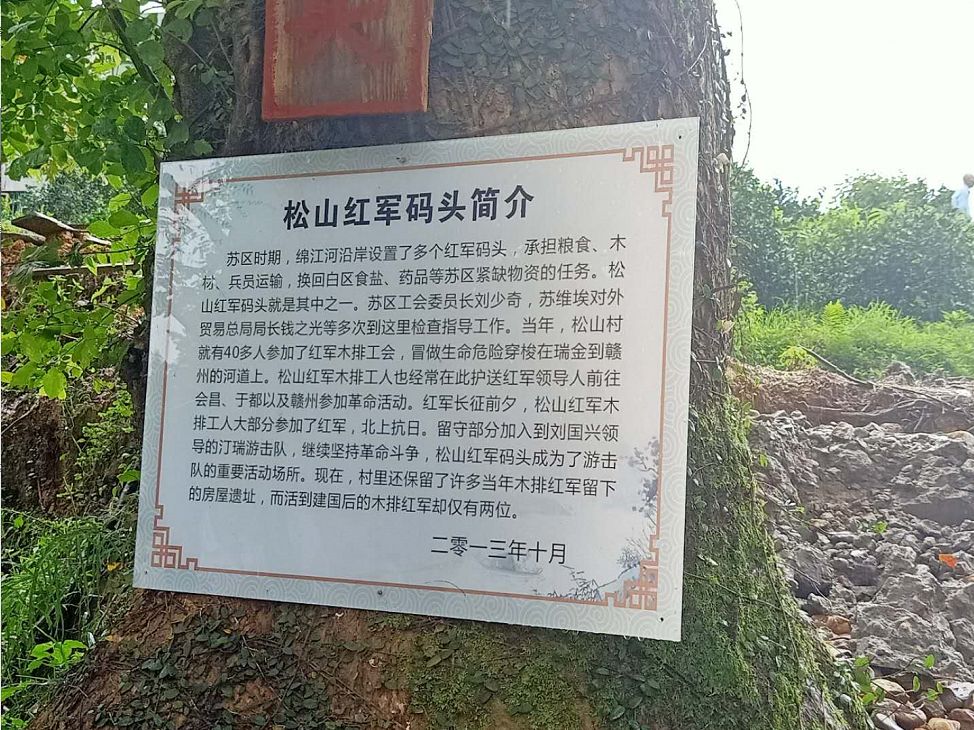 松山红军码头简介
苏区时期，绵江河沿岸设置了多个红军码头，承担粮食、木
材、兵员运输，换回白区食盐、药品等苏区紧缺物资的任务。松
山红军码头就是其中之一。苏区工会委员长刘少奇，苏维埃对外
贸易总局局长钱之光等多次到这里检查指导工作。当年，松山村
就有40多人参加了红军木排工会，冒做生命危险穿梭在瑞金到赣
州的河道上。松山红军木排工人也经常在此护送红军领导人前往
会昌、于都以及赣州参加革命活动。红军长征前夕，松山红军木
排工人大部分参加了红军，北上抗日。留守部分加入到刘国兴领
导的汀瑞游击队，继续坚持革命斗争，松山红军码头成为了游击
队的重要活动场所。现在，村里还保留了许多当年木排红军留下
的房屋遗址，而活到建国后的木排红军却仅有两位。
二零一三年十月